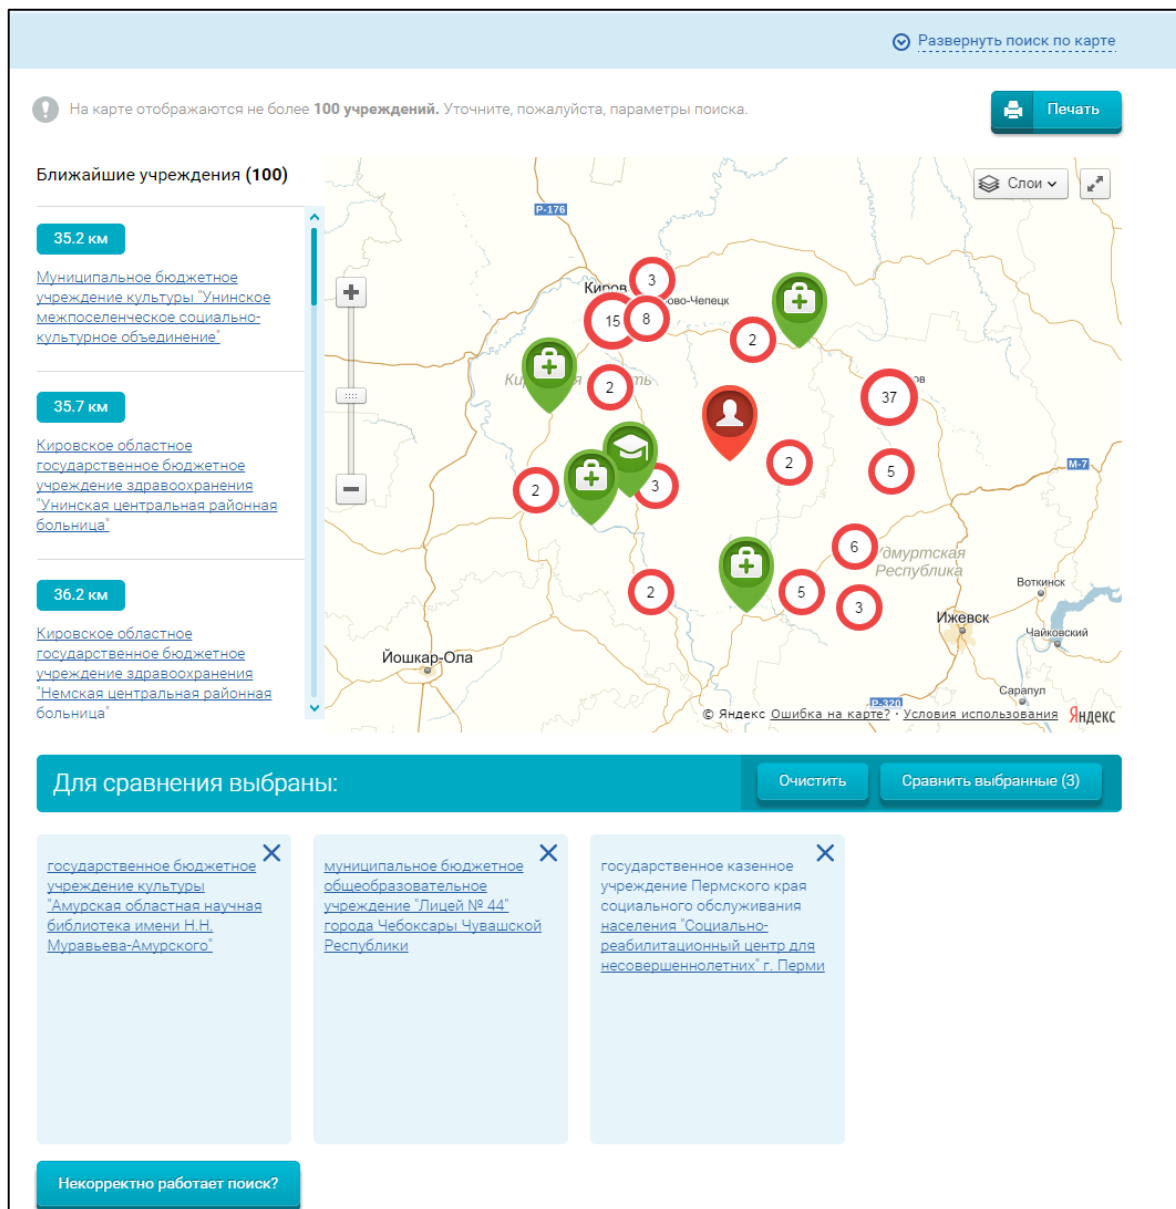 Развернуть поиск по карте
На карте отображаются не более 100 учреждений. Уточните, пожалуйста, параметры поиска.
Печать
Ближайшие учреждения (100)
35.2 км
Муниципальное бюджетное
учреждение культуры "Унинское
межпоселенческое социально-
культурное объединение"
35.7 км
Кировское областное
государственное бюджетное
учреждение здравоохранения
"Унинская центральная районная
больница"
36.2 км
Кировское областное
государственное бюджетное
учреждение здравоохранения
"Немская центральная районная
больница"
Слои
Р-176
3
Киров
ово-Чепецк
15
8
2
2
37
2
5
М-7
2
3
6
Удмуртская
Республика
2
5
3
Воткинск
Ижевск
Чайковский
Йошкар-Ола
Сарапул
Р-320
© Яндекс Ошибка на карте? · Условия использования Яндекс
Для сравнения выбраны:
Очистить
Сравнить выбранные (3)
государственное бюджетное
учреждение культуры
"Амурская областная научная
библиотека имени Н.Н.
Муравьева-Амурского"
муниципальное бюджетное
общеобразовательное
учреждение "Лицей № 44"
города Чебоксары Чувашской
Республики
государственное казенное
учреждение Пермского края
социального обслуживания
населения "Социально-
реабилитационный центр для
несовершеннолетних" г. Перми
Некорректно работает поиск?